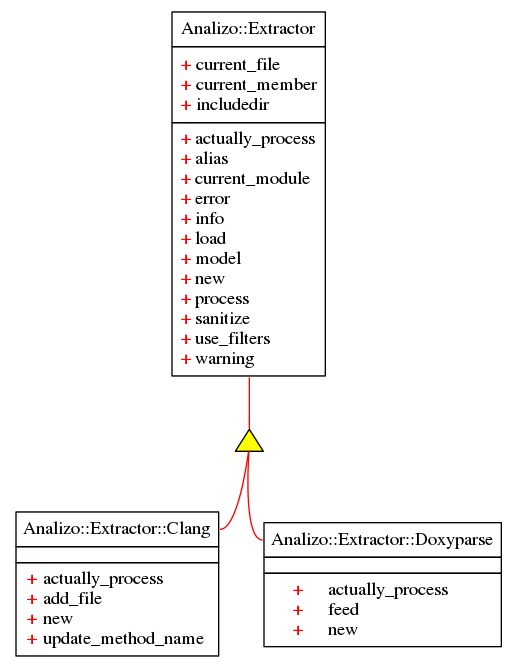 Analizo::Extractor
+ current_file
+ current_member
+ includedir
+ actually_process
+ alias
+ current_module
+ error
+ info
+ load
+ model
+ new
+ process
+ sanitize
+ use_filters
+ warning
Analizo::Extractor::Clang
+ actually_process
+ add_file
+ new
+ update_method_name
Analizo::Extractor::Doxyparse
+ actually_process
+ feed
+ new